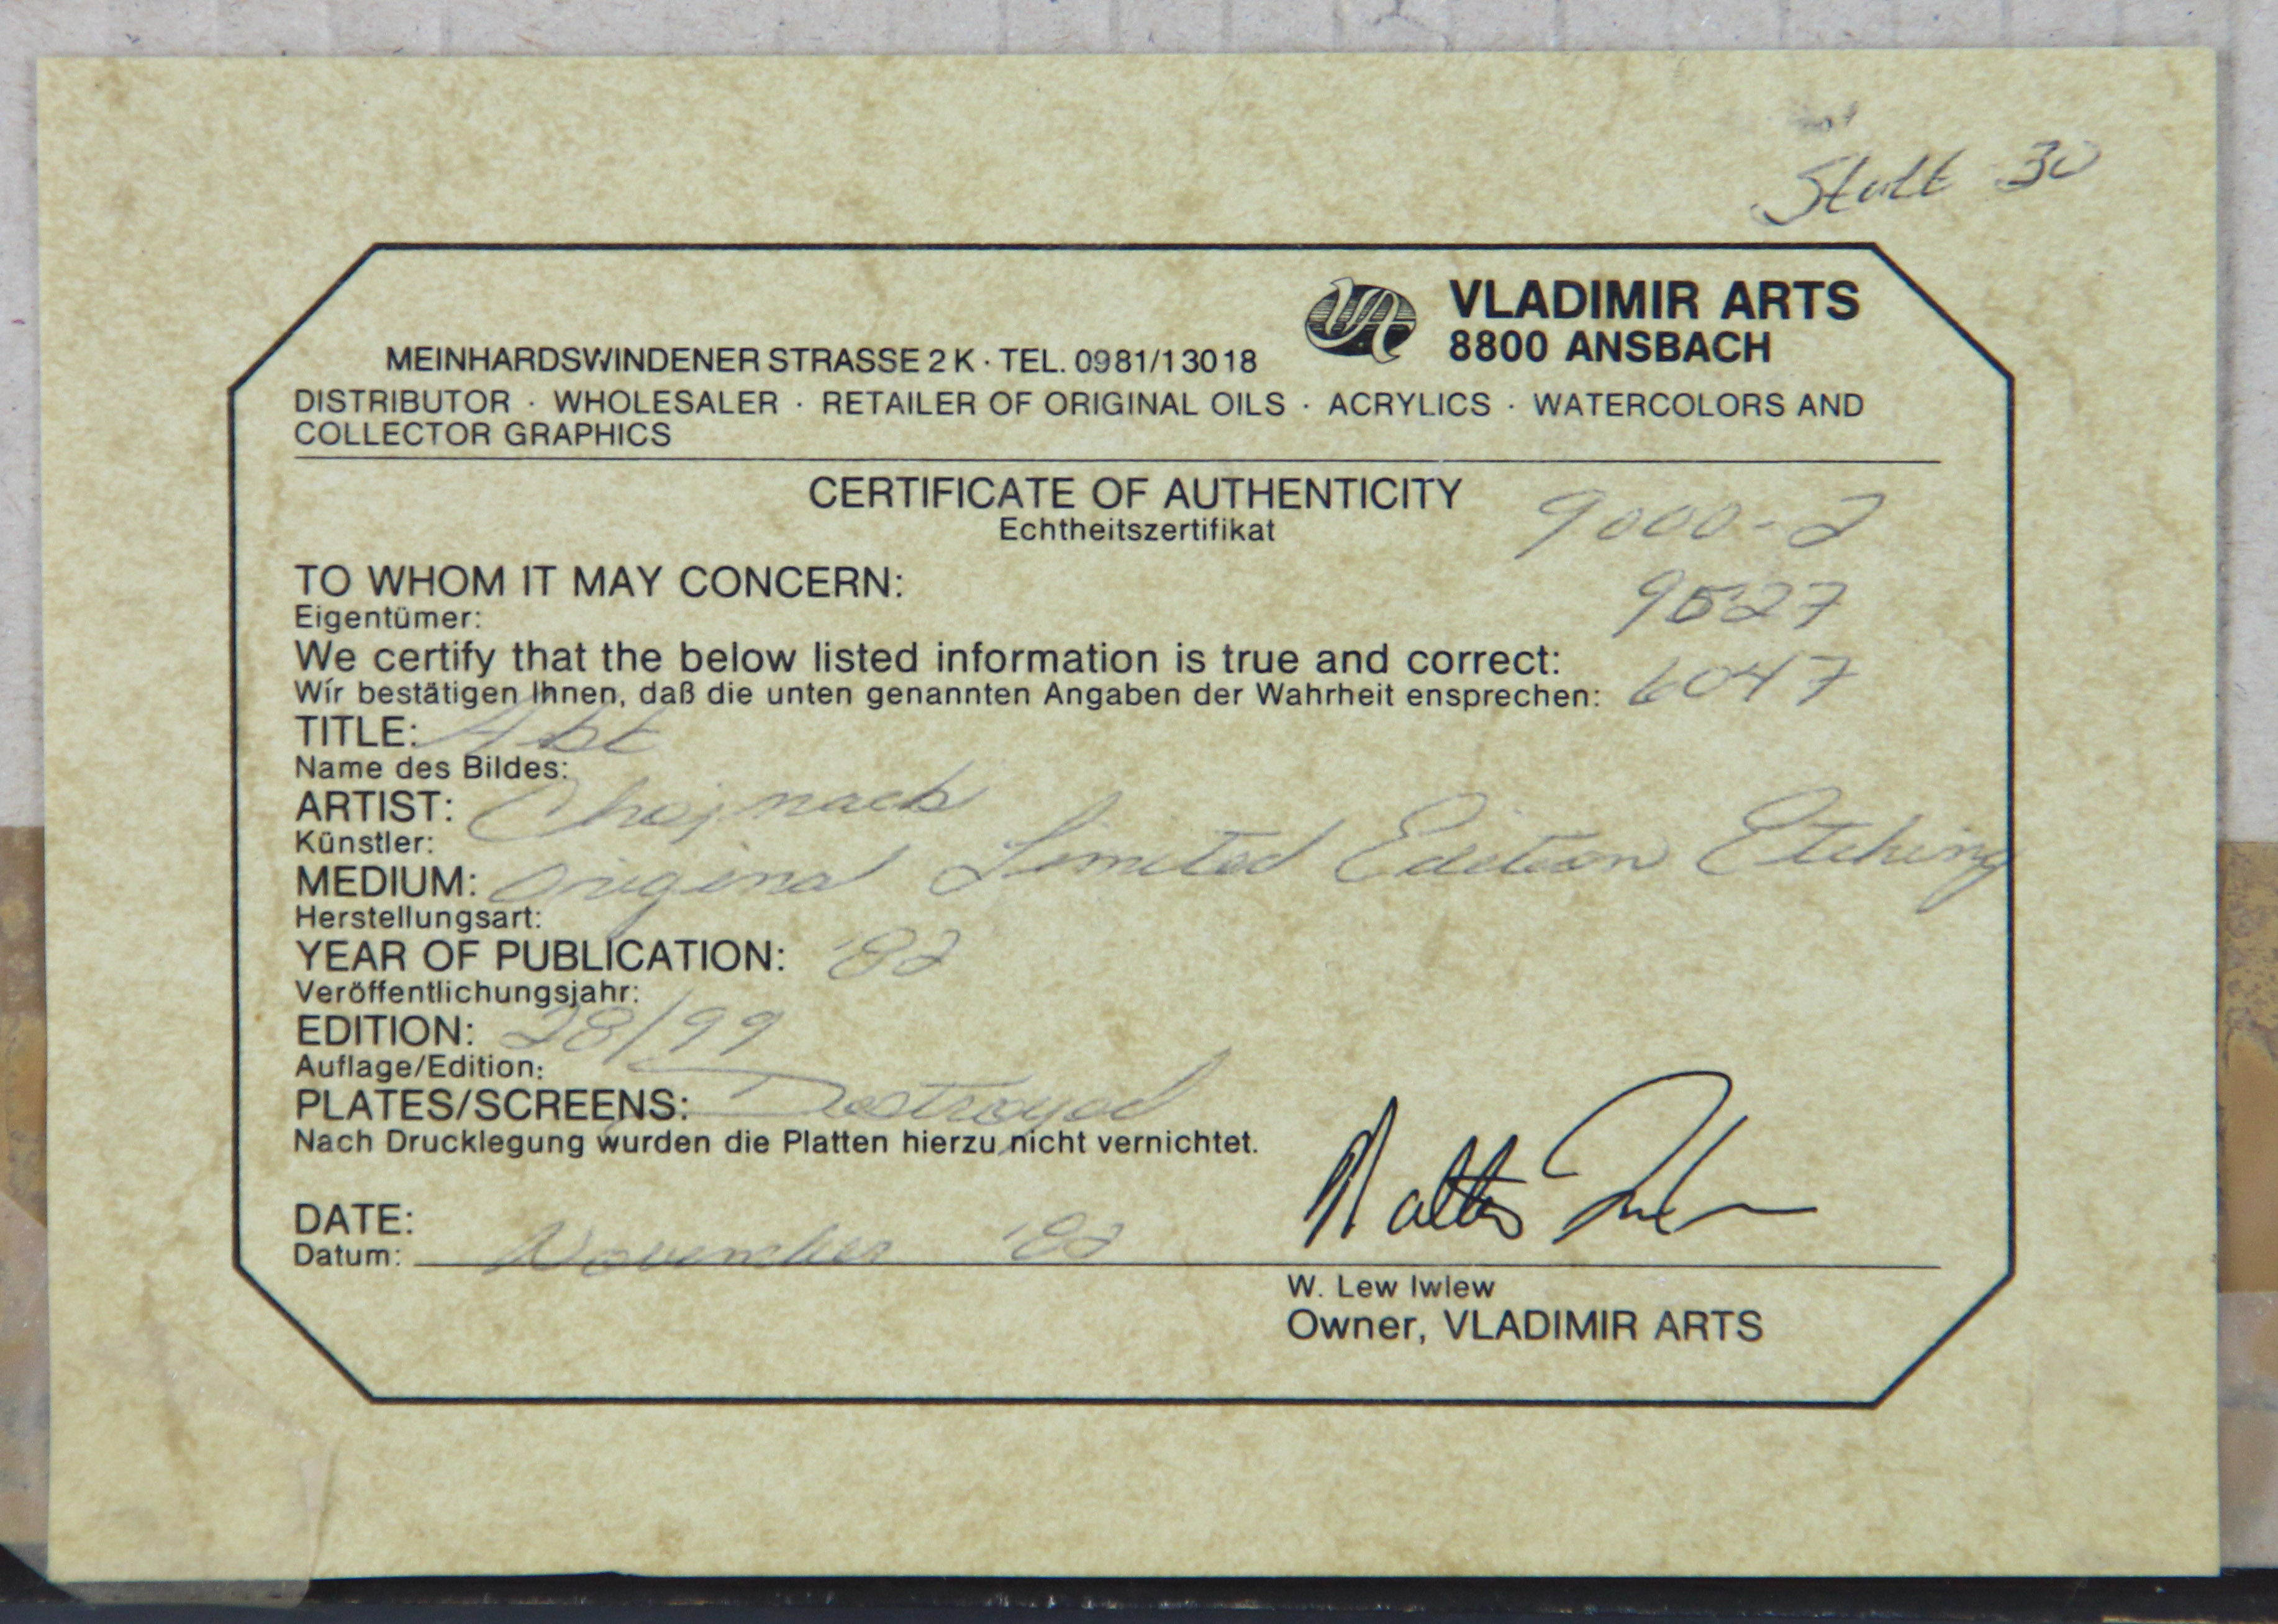 Stutt 30
VLADIMIR ARTS
8800 ANSBACH
MEINHARDSWINDENER STRASSE 2 K · TEL. 0981/13018
DISTRIBUTOR · WHOLESALER · RETAILER OF ORIGINAL OILS · ACRYLICS · WATERCOLORS AND
COLLECTOR GRAPHICS
CERTIFICATE OF AUTHENTICITY
Echtheitszertifikat
9000-2
TO WHOM IT MAY CONCERN:
9527
Eigentümer:
We certify that the below listed information is true and correct:
6047
Wir bestätigen Ihnen, daß die unten genannten Angaben der Wahrheit ensprechen:
TITLE: Abt
Name des Bildes:
ARTIST: Chojnack
Künstler:
MEDIUM: Original Limited Edition Etching
Herstellungsart:
YEAR OF PUBLICATION: '82
Veröffentlichungsjahr:
EDITION: 28/99
Auflage/Edition:
PLATES/SCREENS: Destroyed
Nach Drucklegung wurden die Platten hierzu nicht vernichtet.
DATE:
Datum: November '82
W. Lew Iwlew
Owner, VLADIMIR ARTS